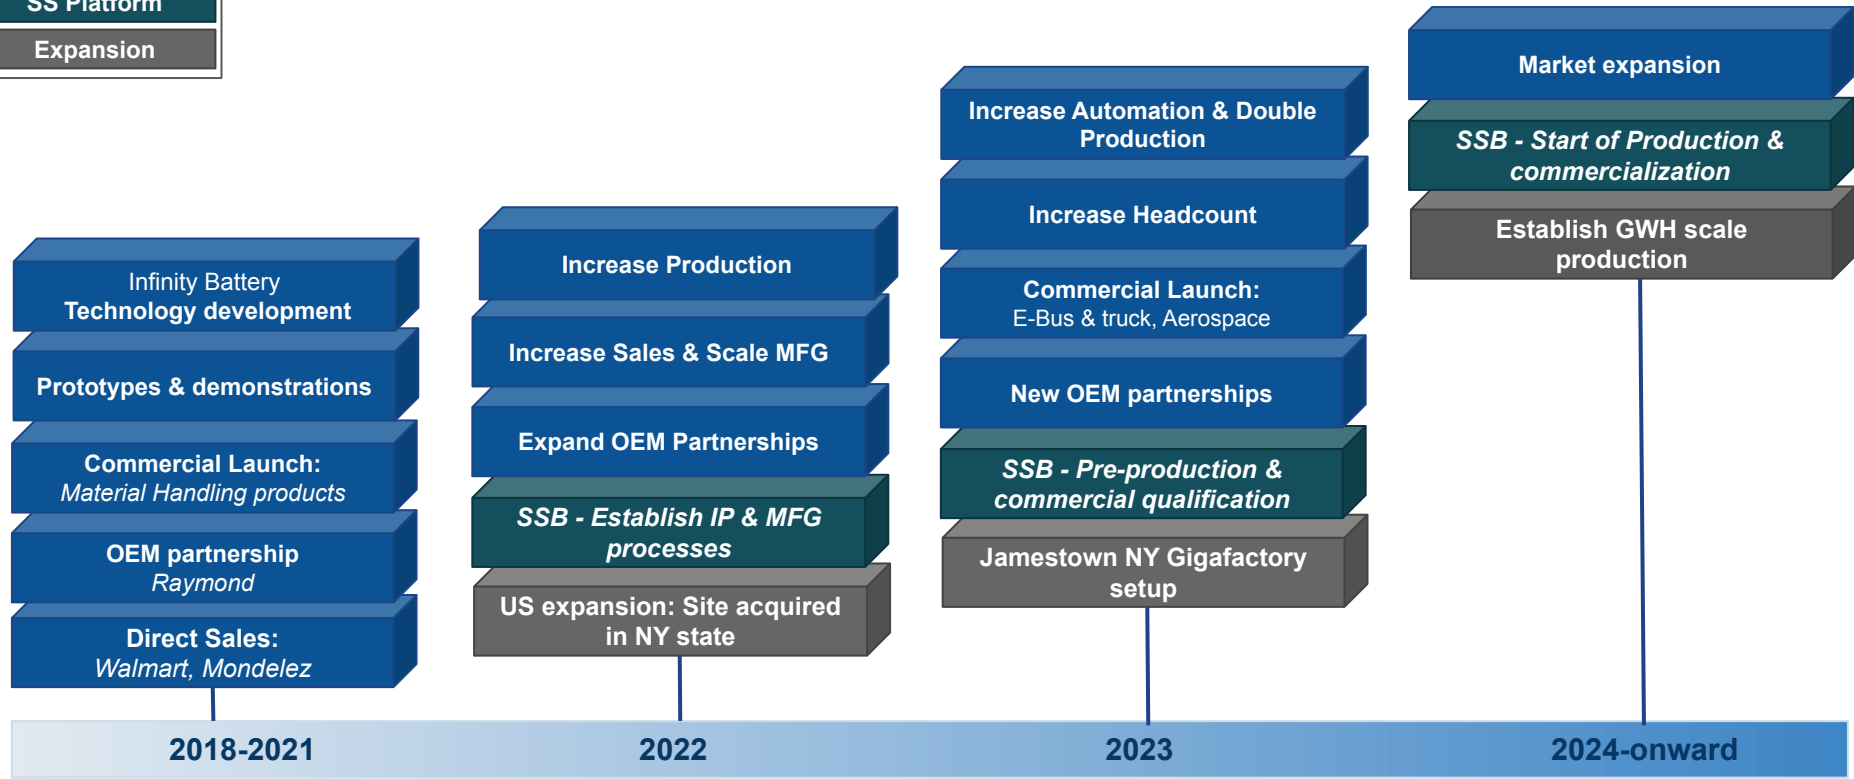 SS Platform
Expansion
Infinity Battery
Technology development
Prototypes & demonstrations
Commercial Launch:
Material Handling products
OEM partnership
Raymond
Direct Sales:
Walmart, Mondelez
2018-2021
Increase Production
Increase Sales & Scale MFG
Expand OEM Partnerships
SSB - Establish IP & MFG
processes
US expansion: Site acquired
in NY state
2022
Increase Automation & Double
Production
Increase Headcount
Commercial Launch:
E-Bus & truck, Aerospace
New OEM partnerships
SSB - Pre-production &
commercial qualification
Jamestown NY Gigafactory
setup
2023
Market expansion
SSB - Start of Production &
commercialization
Establish GWH scale
production
2024-onward